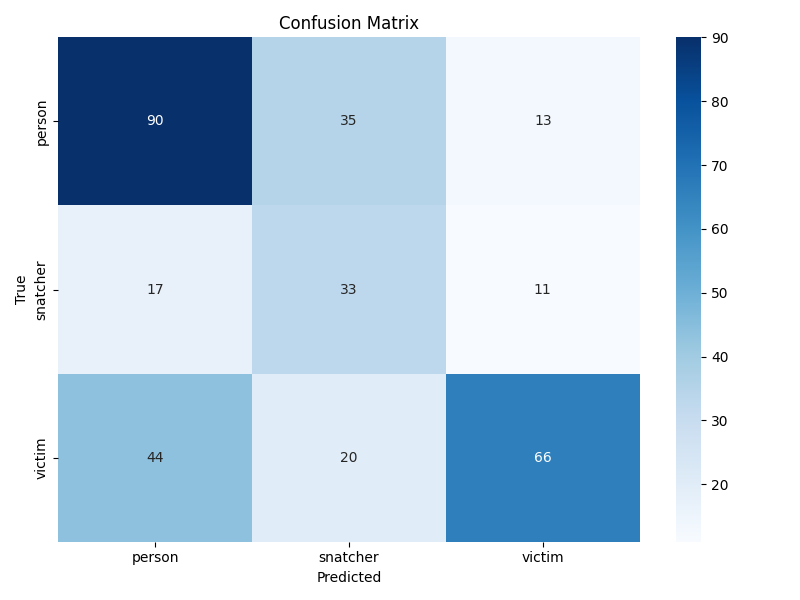 Confusion Matrix
person
90
35
13
90
80
70
60
50
40
30
20
True
snatcher
17
33
11
victim
44
20
66
person
snatcher
victim
Predicted